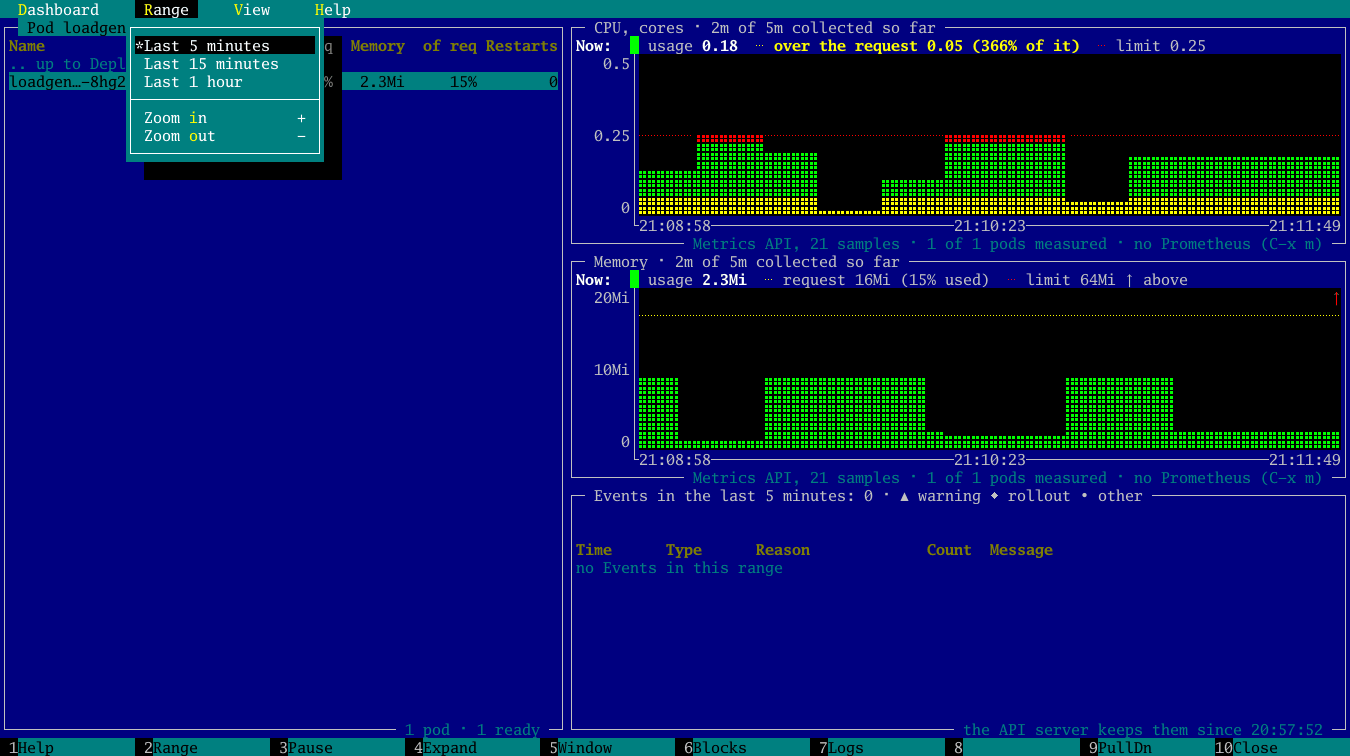 Dashboard Range View Help
Pod loadgen
Name q Memory of req Restarts
.. up to Depl
loadgen…-8hg2 % 2.3Mi 15% 0
*Last 5 minutes
Last 15 minutes
Last 1 hour
Zoom in +
Zoom out -
1 pod · 1 ready
CPU, cores · 2m of 5m collected so far
Now: usage 0.18 ┄ over the request 0.05 (366% of it) ┄ limit 0.25
0.5
0.25
0
21:08:58 21:10:23 21:11:49
Metrics API, 21 samples · 1 of 1 pods measured · no Prometheus (C-x m)
Memory · 2m of 5m collected so far
Now: usage 2.3Mi ┄ request 16Mi (15% used) ┄ limit 64Mi ↑ above
20Mi ↑
10Mi
0
21:08:58 21:10:23 21:11:49
Metrics API, 21 samples · 1 of 1 pods measured · no Prometheus (C-x m)
Events in the last 5 minutes: 0 · ▲ warning ◆ rollout • other
Time Type Reason Count Message
no Events in this range
the API server keeps them since 20:57:52
1Help 2Range 3Pause 4Expand 5Window 6Blocks 7Logs 8 9PullDn 10Close